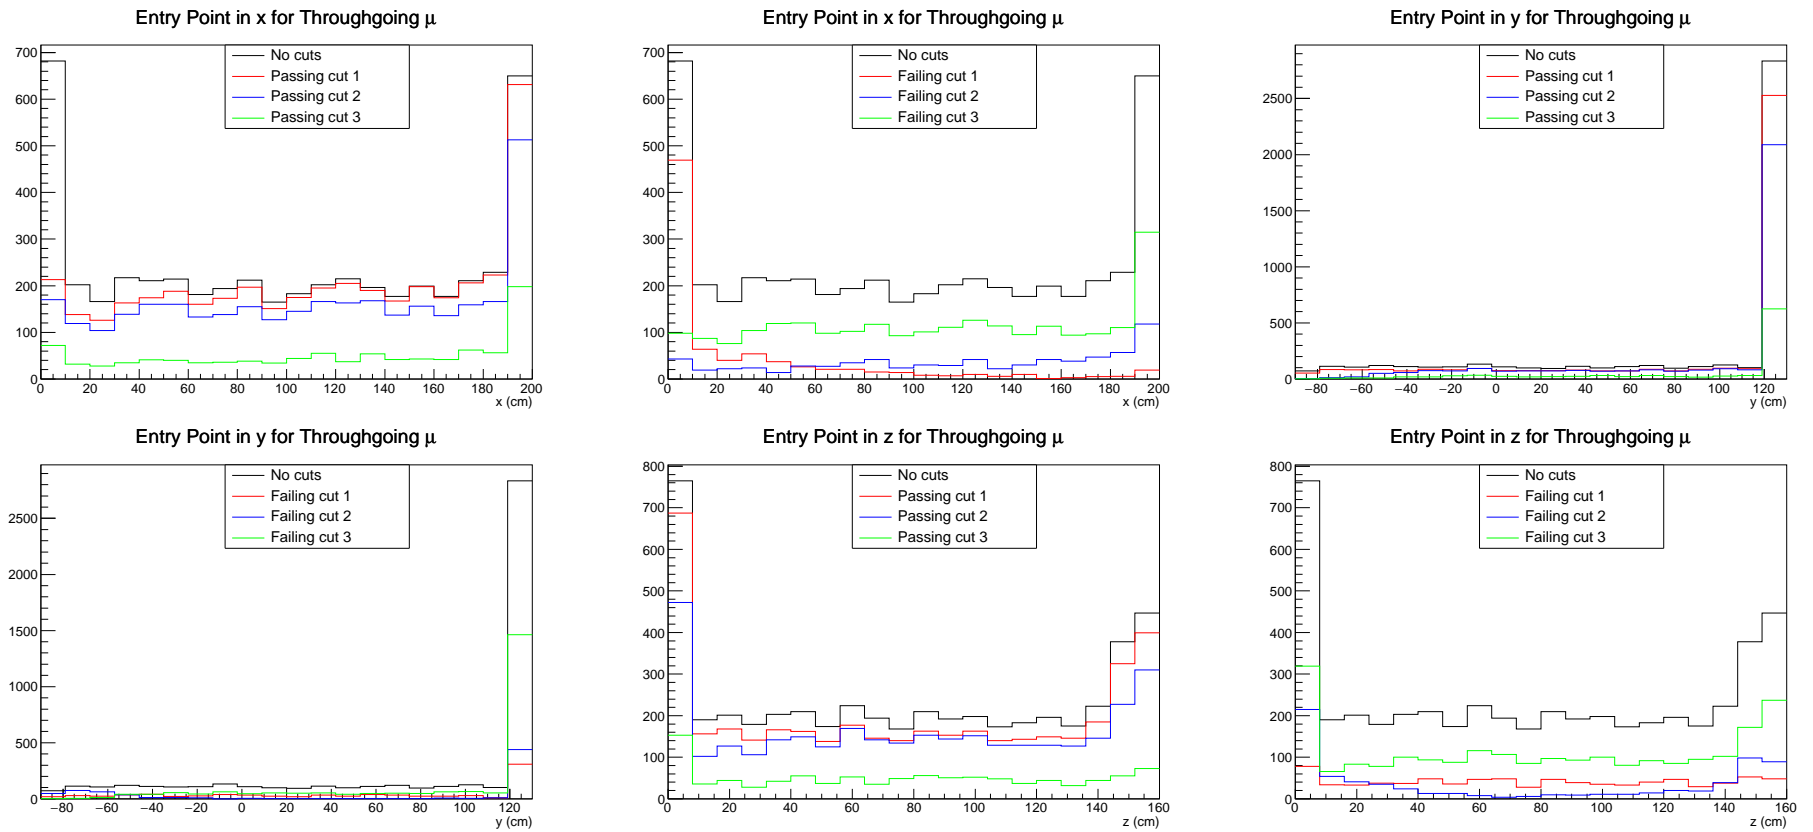 Entry Point in x for Throughgoing μ
700
600
500
400
300
200
100
0
No cuts
Passing cut 1
Passing cut 2
Passing cut 3
0 20 40 60 80 100 120 140 160 180 200
x (cm)
Entry Point in x for Throughgoing μ
700
600
500
400
300
200
100
0
No cuts
Failing cut 1
Failing cut 2
Failing cut 3
0 20 40 60 80 100 120 140 160 180 200
x (cm)
Entry Point in y for Throughgoing μ
2500
2000
1500
1000
500
0
No cuts
Passing cut 1
Passing cut 2
Passing cut 3
−80 −60 −40 −20 0 20 40 60 80 100 120
y (cm)
Entry Point in y for Throughgoing μ
2500
2000
1500
1000
500
0
No cuts
Failing cut 1
Failing cut 2
Failing cut 3
−80 −60 −40 −20 0 20 40 60 80 100 120
y (cm)
Entry Point in z for Throughgoing μ
800
700
600
500
400
300
200
100
0
No cuts
Passing cut 1
Passing cut 2
Passing cut 3
0 20 40 60 80 100 120 140 160
z (cm)
Entry Point in z for Throughgoing μ
800
700
600
500
400
300
200
100
0
No cuts
Failing cut 1
Failing cut 2
Failing cut 3
0 20 40 60 80 100 120 140 160
z (cm)